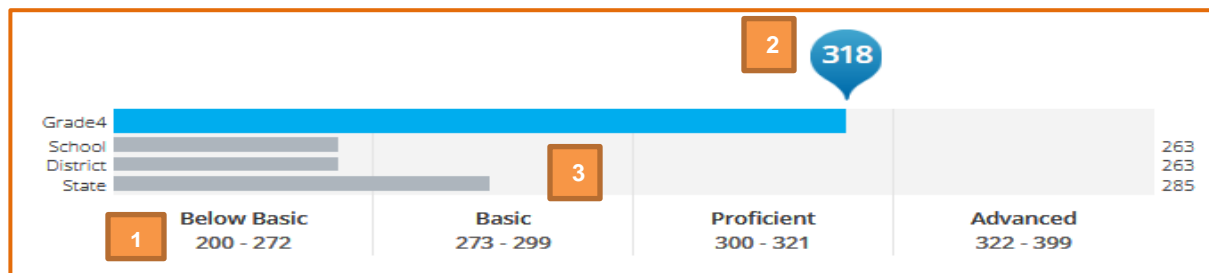 2
318
Grade4
School 263
District 263
3
State 285
1
Below Basic Basic Proficient Advanced
200 - 272 273 - 299 300 - 321 322 - 399